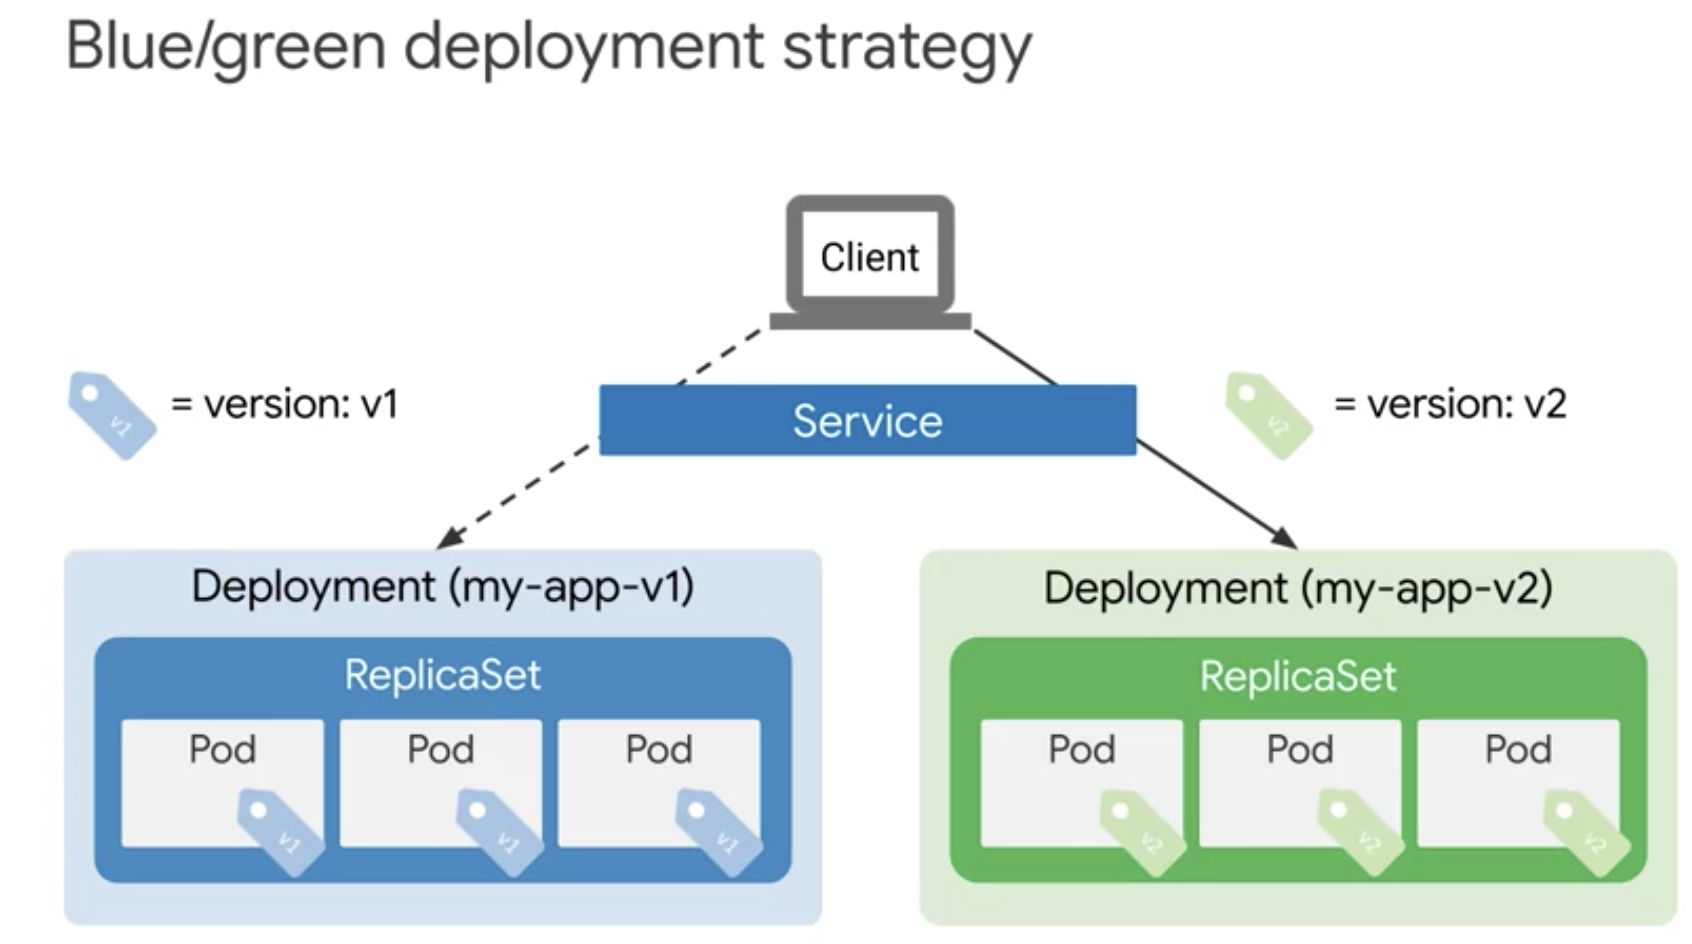 Blue/green deployment strategy
Client
v1
= version: v1
Service
v2
= version: v2
Deployment (my-app-v1)
ReplicaSet
Pod
Pod
Pod
v1
v1
v1
Deployment (my-app-v2)
ReplicaSet
Pod
Pod
Pod
v2
v2
v2